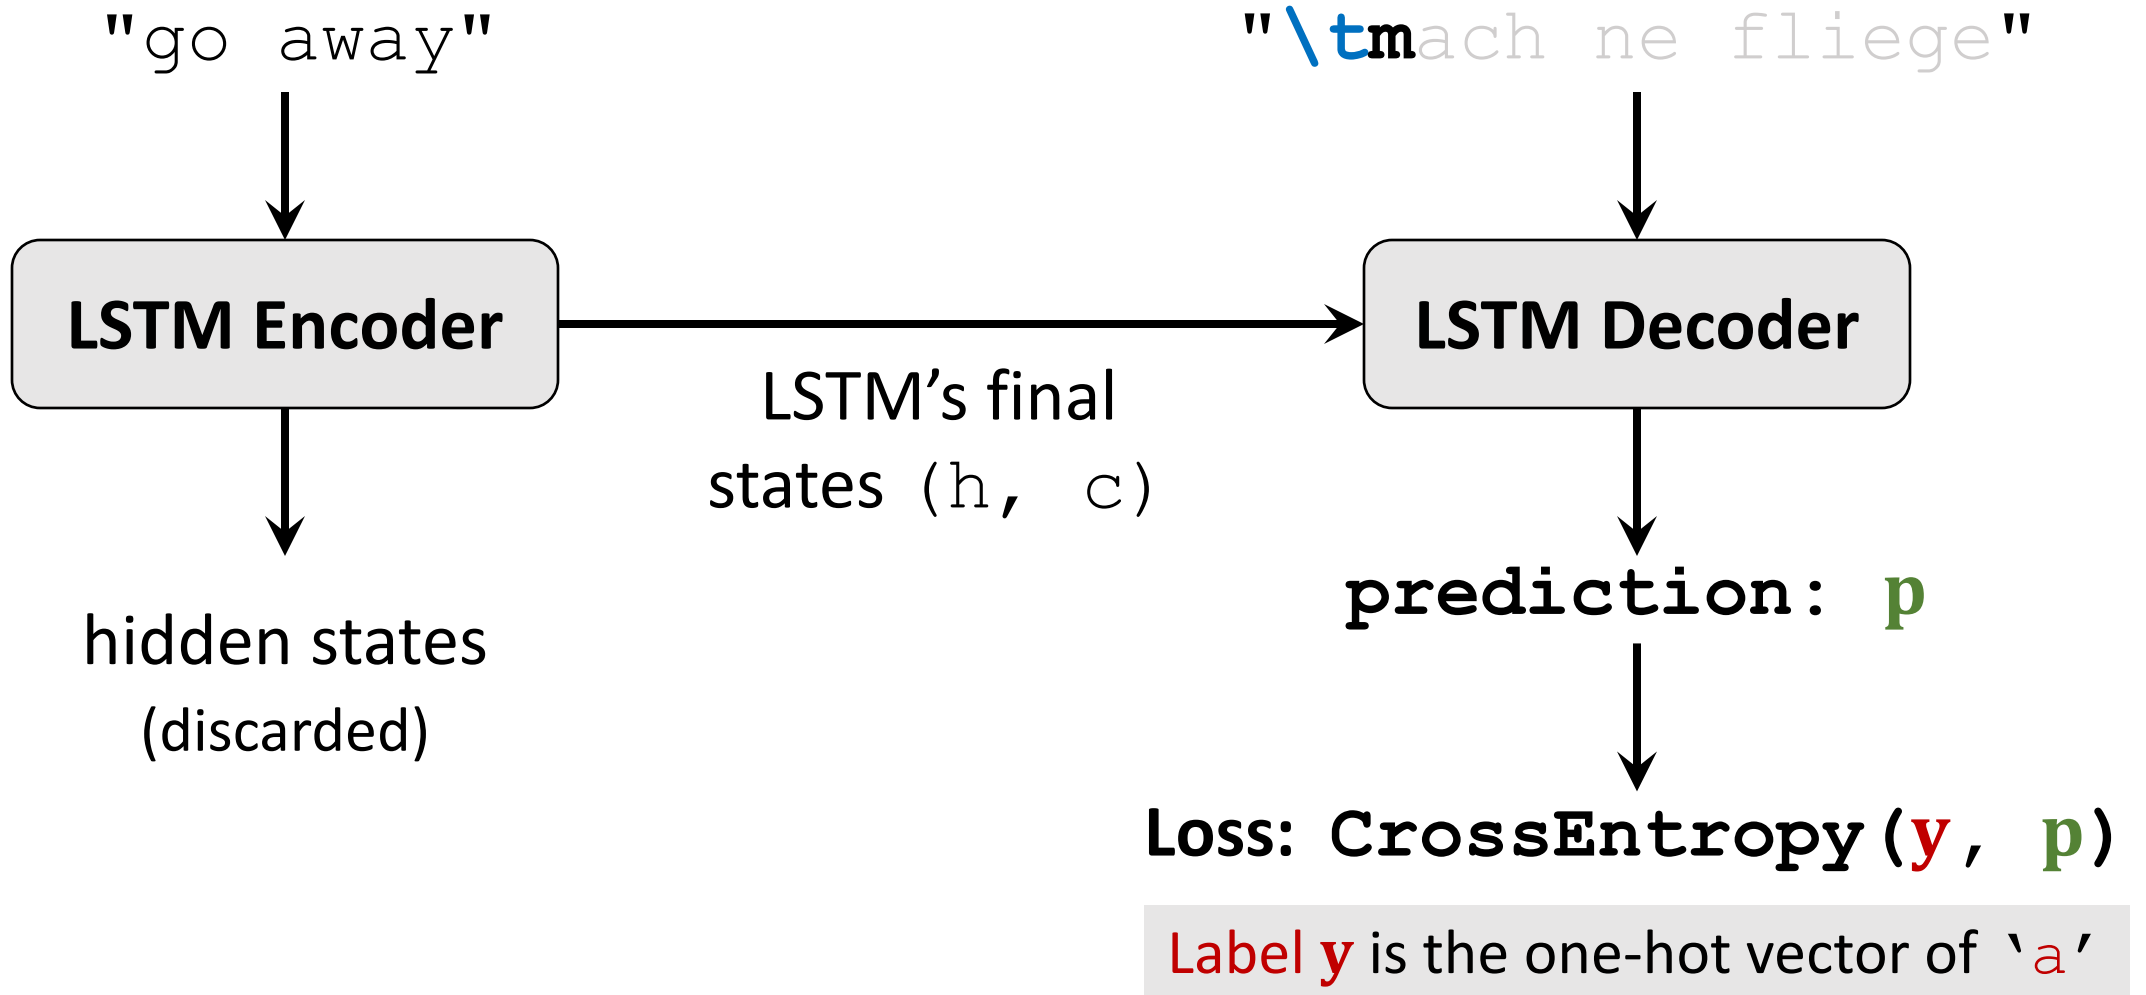 "go away"
"\tmach ne fliege"
LSTM Encoder
LSTM Decoder
LSTM’s final
states (h, c)
hidden states
(discarded)
prediction: p
Loss: CrossEntropy(y, p)
Label y is the one-hot vector of ‘a’